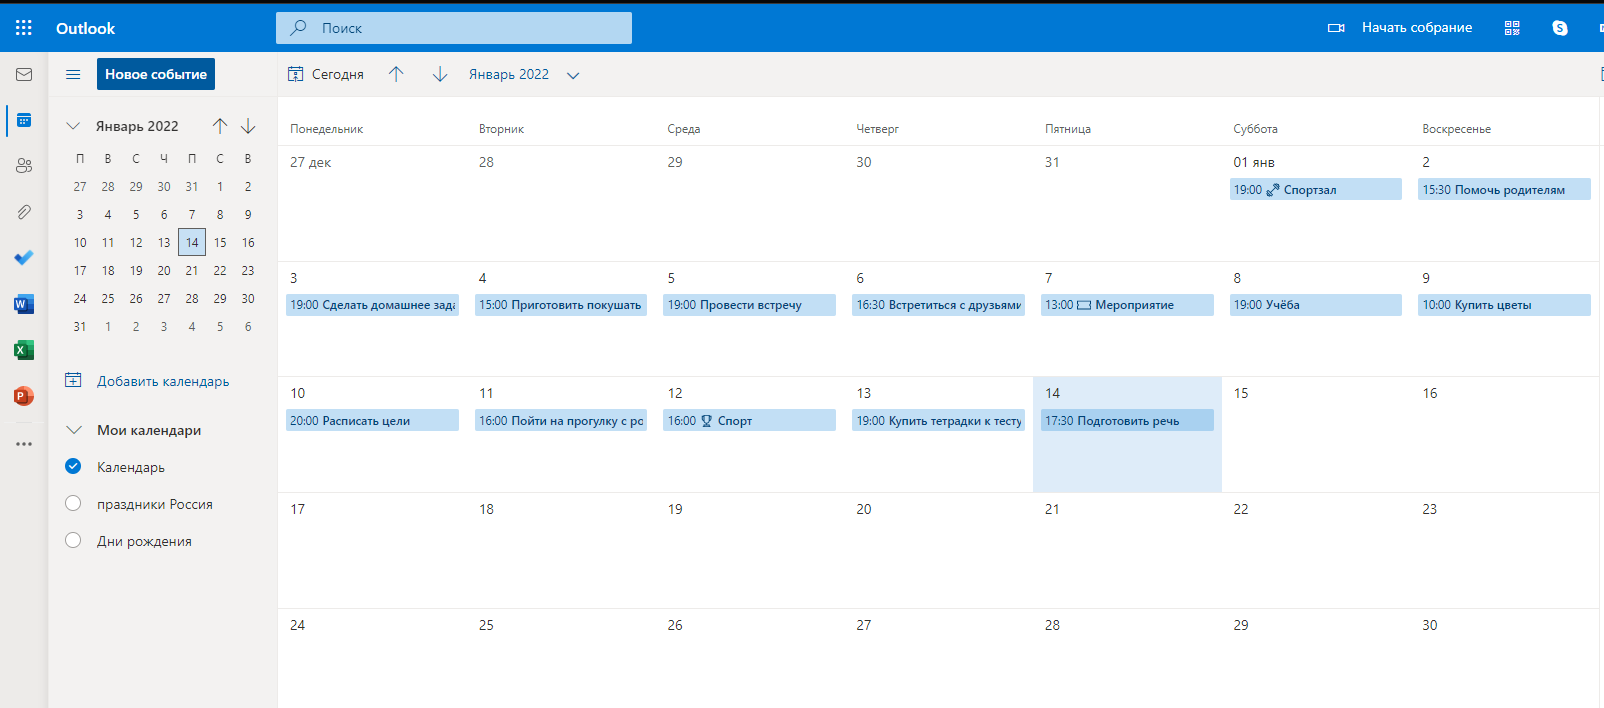 Outlook
Поиск
Начать собрание
Новое событие
Сегодня
Январь 2022
Январь 2022
П В С Ч П С В
27 28 29 30 31 1 2
3 4 5 6 7 8 9
10 11 12 13 14 15 16
17 18 19 20 21 22 23
24 25 26 27 28 29 30
31 1 2 3 4 5 6
Добавить календарь
Мои календари
Календарь
праздники Россия
Дни рождения
Понедельник Вторник Среда Четверг Пятница Суббота Воскресенье
27 дек 28 29 30 31 01 янв 2
19:00 Спортзал
15:30 Помочь родителям
3 4 5 6 7 8 9
19:00 Сделать домашнее зада
15:00 Приготовить покушать
19:00 Провести встречу
16:30 Встретиться с друзьями
13:00 Мероприятие
19:00 Учёба
10:00 Купить цветы
10 11 12 13 14 15 16
20:00 Расписать цели
16:00 Пойти на прогулку с ро
16:00 Спорт
19:00 Купить тетрадки к тесту
17:30 Подготовить речь
17 18 19 20 21 22 23
24 25 26 27 28 29 30